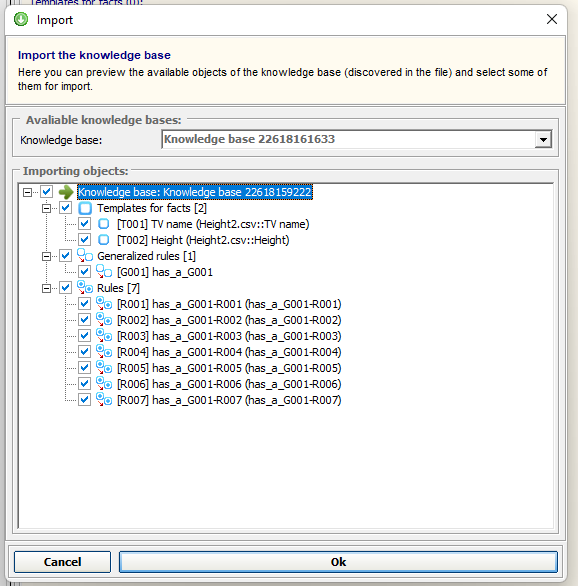 Templates for facts (0):
Import
Import the knowledge base
Here you can preview the available objects of the knowledge base (discovered in the file) and select some of
them for import.
Avaliable knowledge bases:
Knowledge base:
Knowledge base 22618161633
Importing objects:
Knowledge base: Knowledge base 22618159222
Templates for facts [2]
[T001] TV name (Height2.csv::TV name)
[T002] Height (Height2.csv::Height)
Generalized rules [1]
[G001] has_a_G001
Rules [7]
[R001] has_a_G001-R001 (has_a_G001-R001)
[R002] has_a_G001-R002 (has_a_G001-R002)
[R003] has_a_G001-R003 (has_a_G001-R003)
[R004] has_a_G001-R004 (has_a_G001-R004)
[R005] has_a_G001-R005 (has_a_G001-R005)
[R006] has_a_G001-R006 (has_a_G001-R006)
[R007] has_a_G001-R007 (has_a_G001-R007)
Cancel
Ok